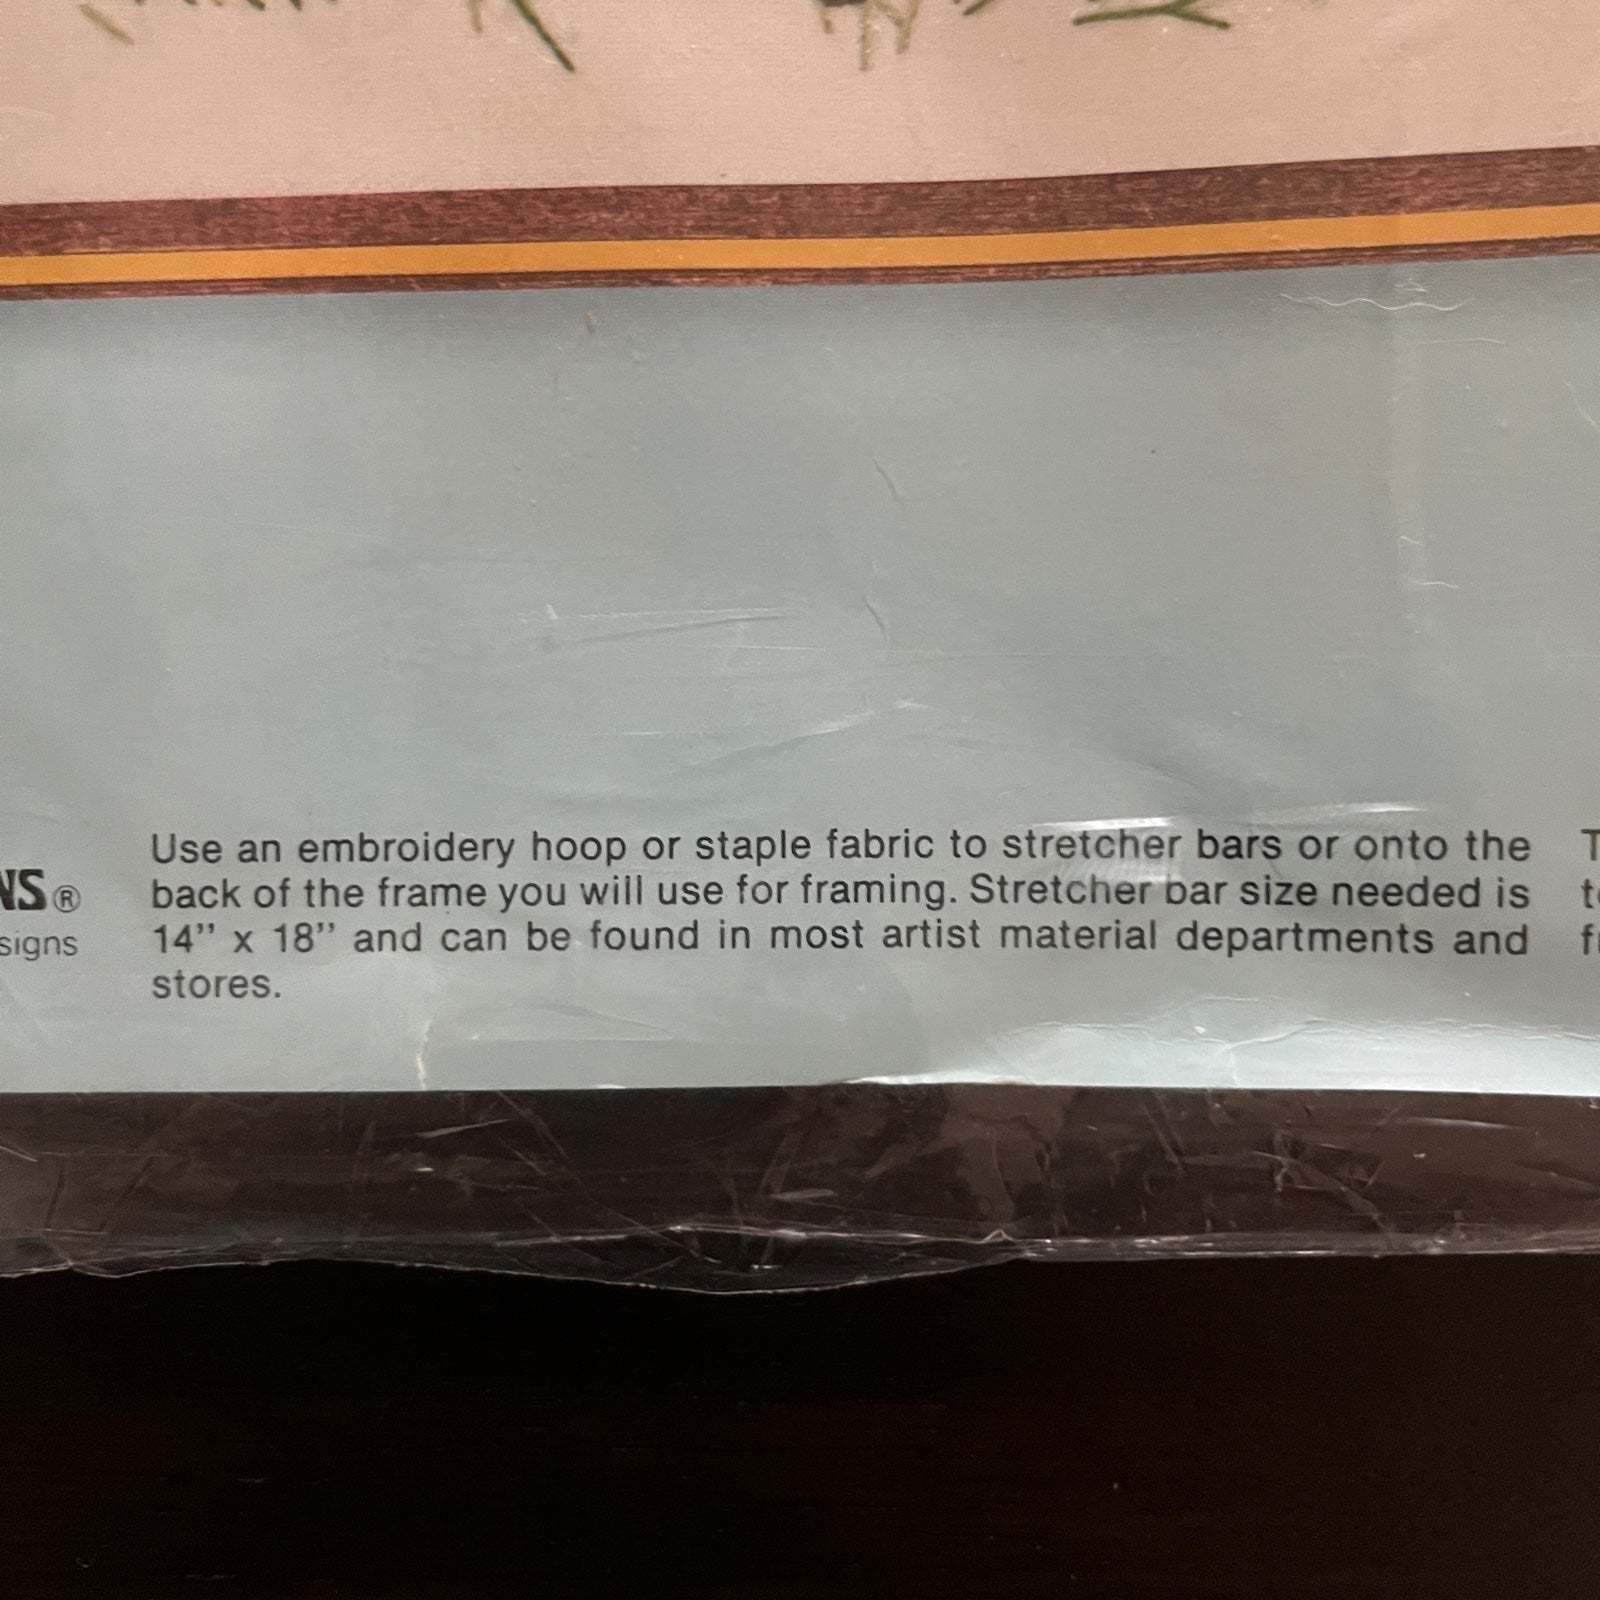 NS®
signs
Use an embroidery hoop or staple fabric to stretcher bars or onto the
back of the frame you will use for framing. Stretcher bar size needed is
14" x 18" and can be found in most artist material departments and
stores.